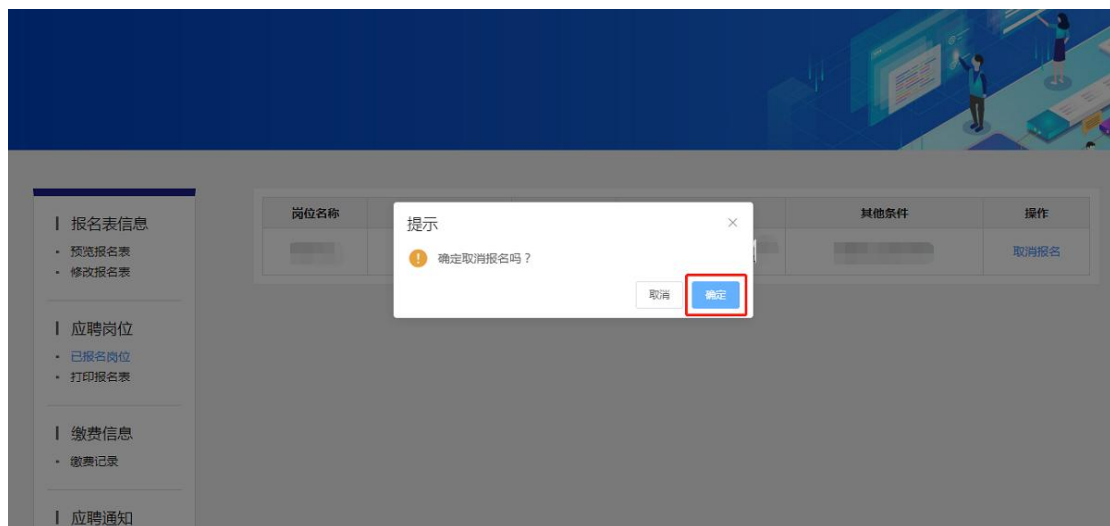 报名表信息
预览报名表
修改报名表
应聘岗位
已报名岗位
打印报名表
缴费信息
缴费记录
应聘通知
岗位名称
其他条件
操作
取消报名
提示
确定取消报名吗？
取消
确定